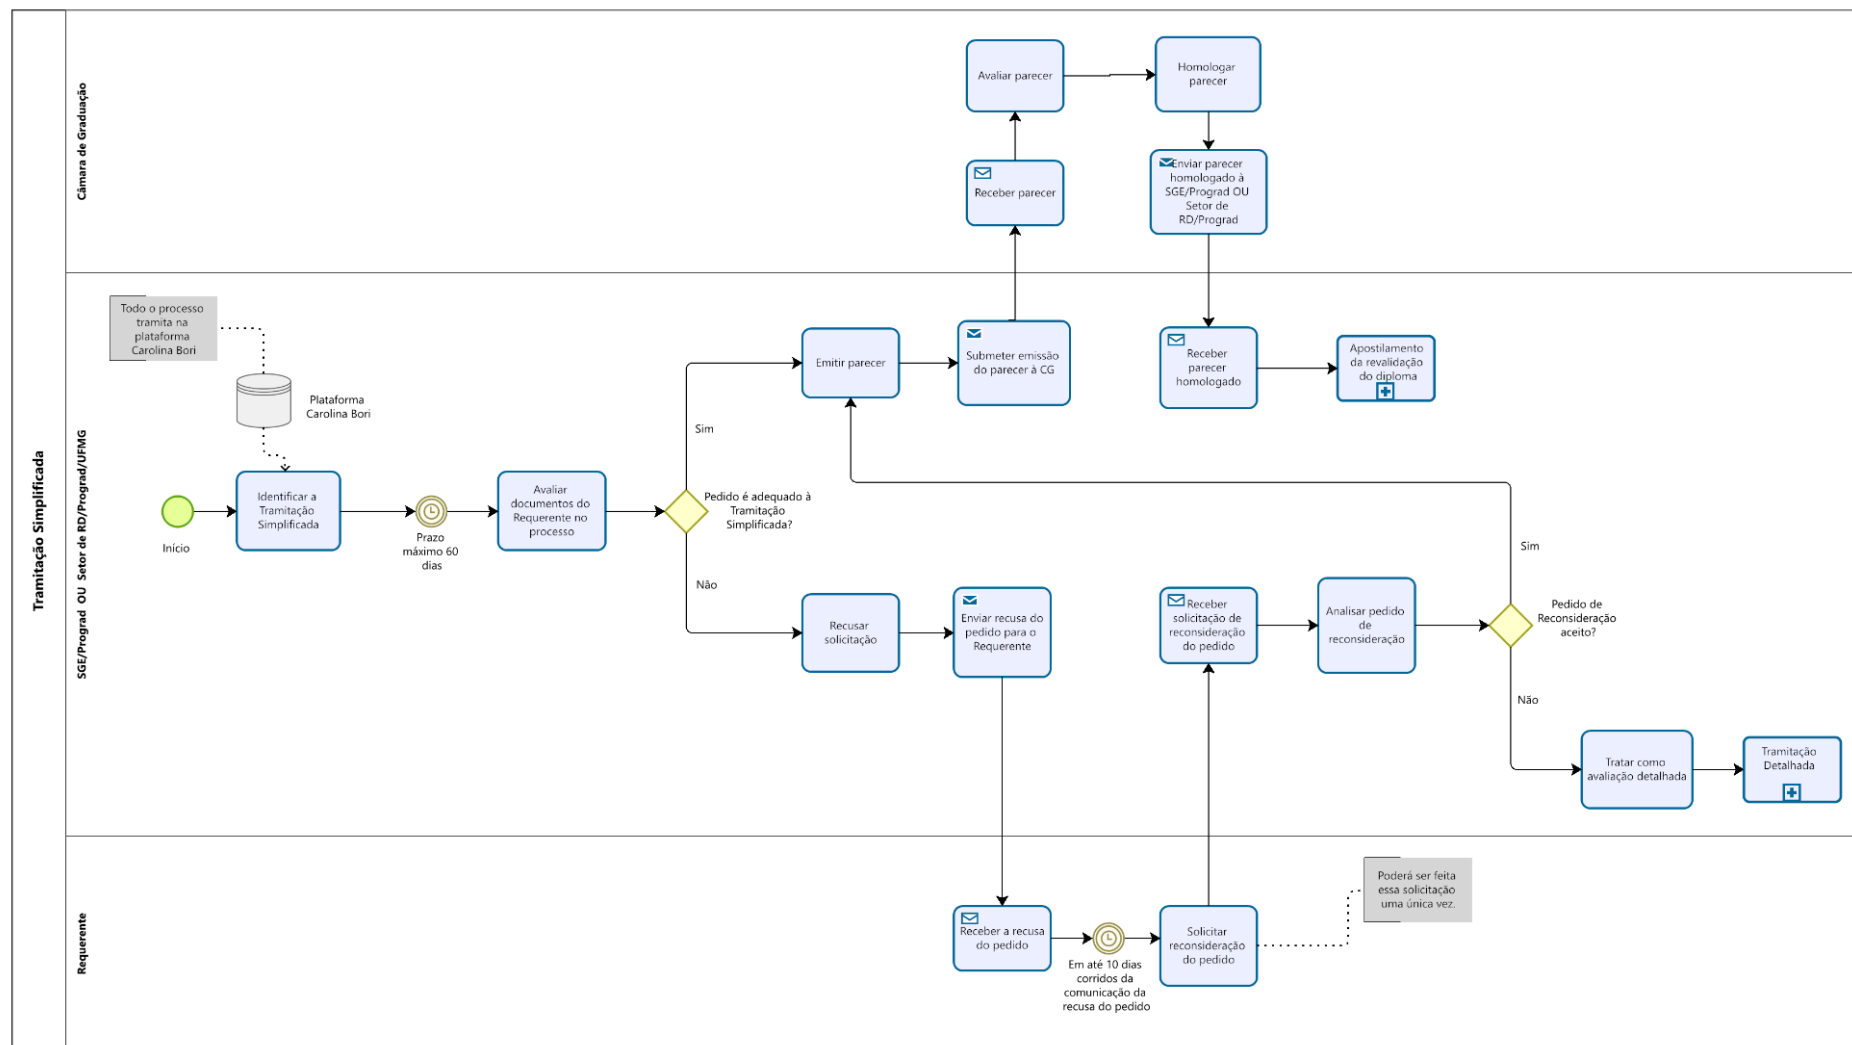 Tramitação Simplificada
Câmara de Graduação
Avaliar parecer
Homologar
parecer
Receber parecer
Enviar parecer
homologado à
SGE/Prograd OU
Setor de
RD/Prograd
SGE/Prograd OU Setor de RD/Prograd/UFMG
Todo o processo
tramita na
plataforma
Carolina Bori
Plataforma
Carolina Bori
Início
Identificar a
Tramitação
Simplificada
Prazo
máximo 60
dias
Avaliar
documentos do
Requerente no
processo
Pedido é adequado à
Tramitação
Simplificada?
Sim
Emitir parecer
Submeter emissão
do parecer à CG
Receber
parecer
homologado
Apostilamento
da revalidação
do diploma
Não
Recusar
solicitação
Enviar recusa do
pedido para o
Requerente
Receber
solicitação de
reconsideração
do pedido
Analisar pedido
de
reconsideração
Pedido de
Reconsideração
aceito?
Sim
Não
Tratar como
avaliação detalhada
Tramitação
Detalhada
Requerente
Receber a recusa
do pedido
Em até 10 dias
corridos da
comunicação da
recusa do pedido
Solicitar
reconsideração
do pedido
Poderá ser feita
essa solicitação
uma única vez.